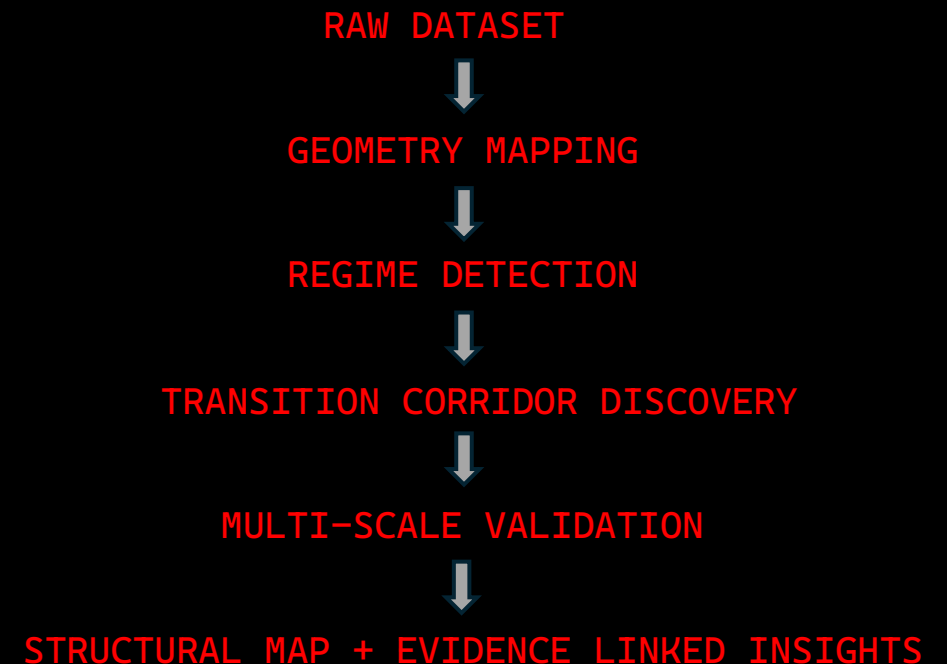 RAW DATASET
GEOMETRY MAPPING
REGIME DETECTION
TRANSITION CORRIDOR DISCOVERY
MULTI-SCALE VALIDATION
STRUCTURAL MAP + EVIDENCE LINKED INSIGHTS